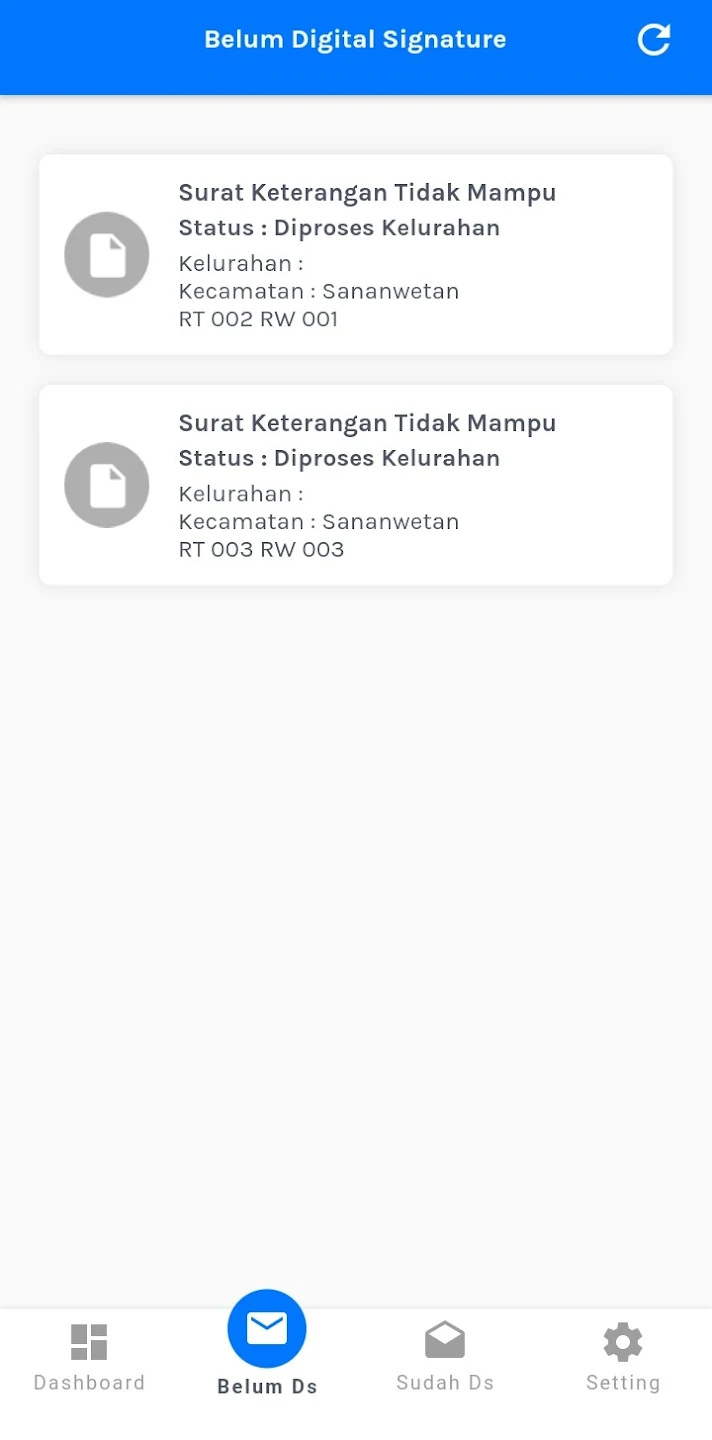 Belum Digital Signature
Surat Keterangan Tidak Mampu
Status : Diproses Kelurahan
Kelurahan :
Kecamatan : Sananwetan
RT 002 RW 001
Surat Keterangan Tidak Mampu
Status : Diproses Kelurahan
Kelurahan :
Kecamatan : Sananwetan
RT 003 RW 003
Dashboard
Belum Ds
Sudah Ds
Setting